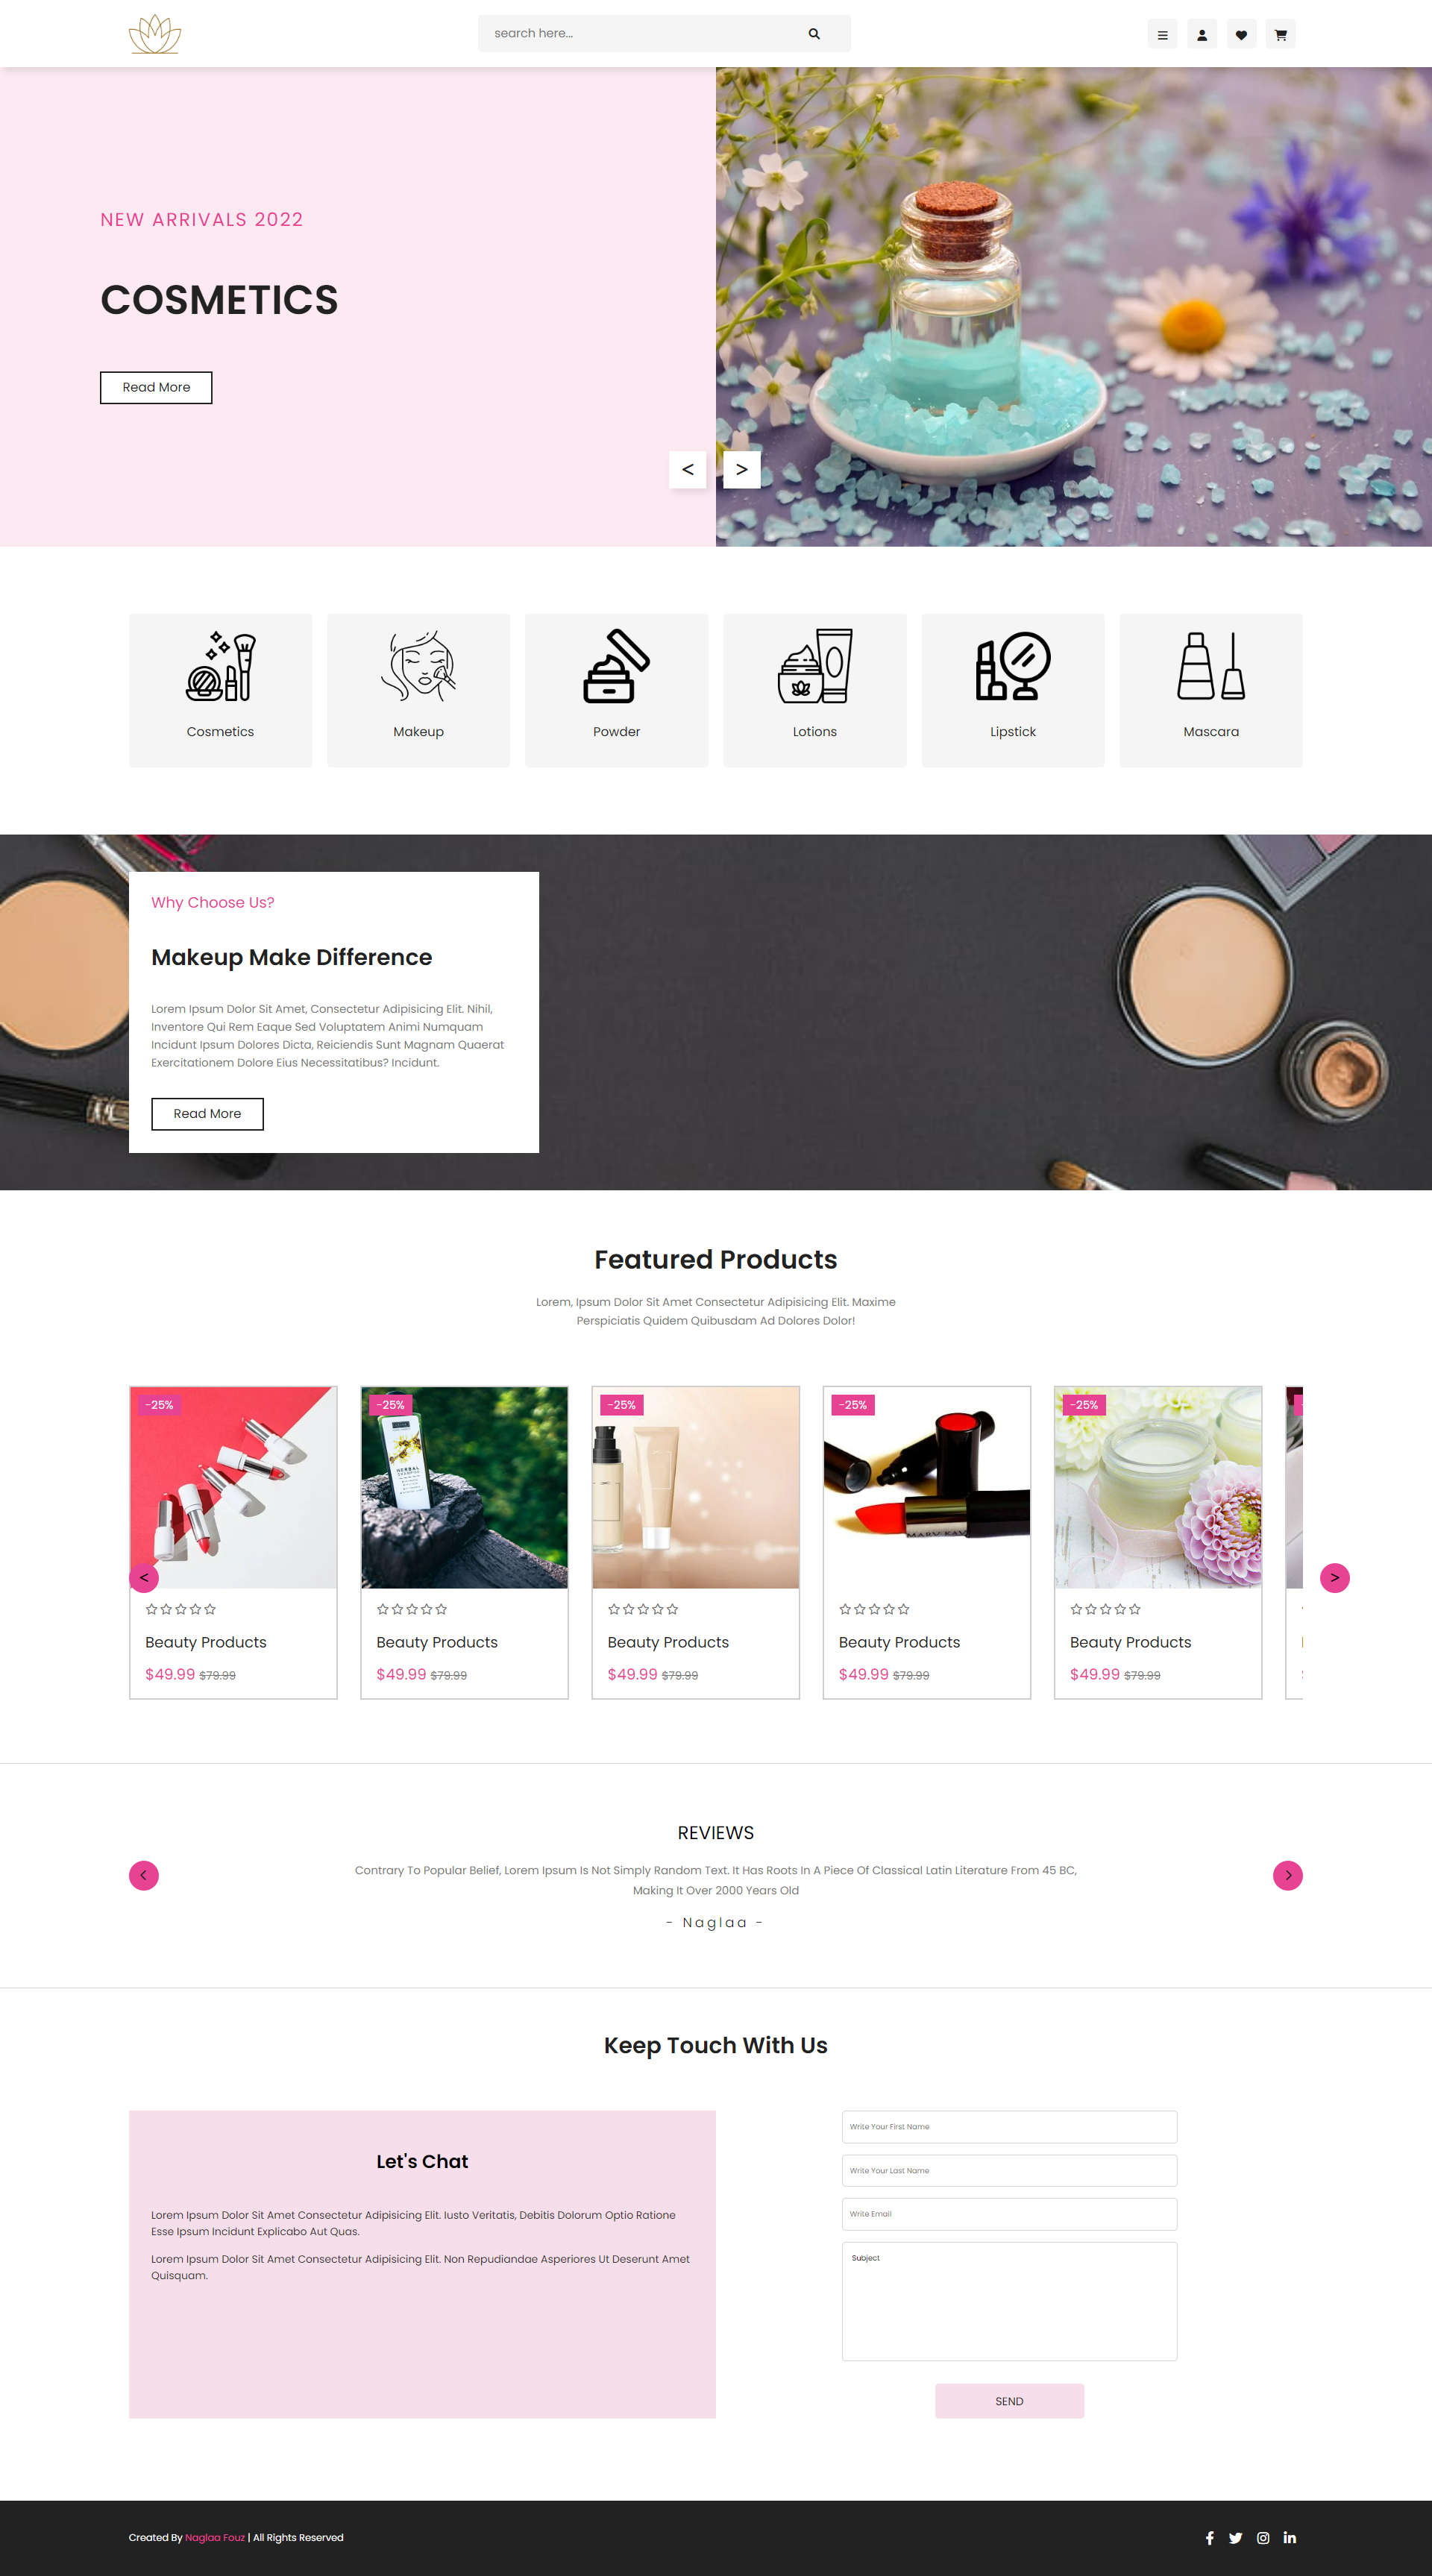 search here...
NEW ARRIVALS 2022
COSMETICS
Read More
< >
Cosmetics
Makeup
Powder
Lotions
Lipstick
Mascara
Why Choose Us?
Makeup Make Difference
Lorem Ipsum Dolor Sit Amet, Consectetur Adipisicing Elit. Nihil,
Inventore Qui Rem Eaque Sed Voluptatem Animi Numquam
Incidunt Ipsum Dolores Dicta, Reiciendis Sunt Magnam Quaerat
Exercitationem Dolore Eius Necessitatibus? Incidunt.
Read More
Featured Products
Lorem, Ipsum Dolor Sit Amet Consectetur Adipisicing Elit. Maxime
Perspiciatis Quidem Quibusdam Ad Dolores Dolor!
-25%
-25%
-25%
-25%
-25%
HERBAL
MARY KAY
< >
Beauty Products
$49.99 $79.99
Beauty Products
$49.99 $79.99
Beauty Products
$49.99 $79.99
Beauty Products
$49.99 $79.99
Beauty Products
$49.99 $79.99
REVIEWS
Contrary To Popular Belief, Lorem Ipsum Is Not Simply Random Text. It Has Roots In A Piece Of Classical Latin Literature From 45 BC,
Making It Over 2000 Years Old
- Naglaa -
Keep Touch With Us
Let's Chat
Lorem Ipsum Dolor Sit Amet Consectetur Adipisicing Elit. Iusto Veritatis, Debitis Dolorum Optio Ratione
Esse Ipsum Incidunt Explicabo Aut Quas.
Lorem Ipsum Dolor Sit Amet Consectetur Adipisicing Elit. Non Repudiandae Asperiores Ut Deserunt Amet
Quisquam.
Write Your First Name
Write Your Last Name
Write Email
Subject
SEND
Created By Naglaa Fouz | All Rights Reserved